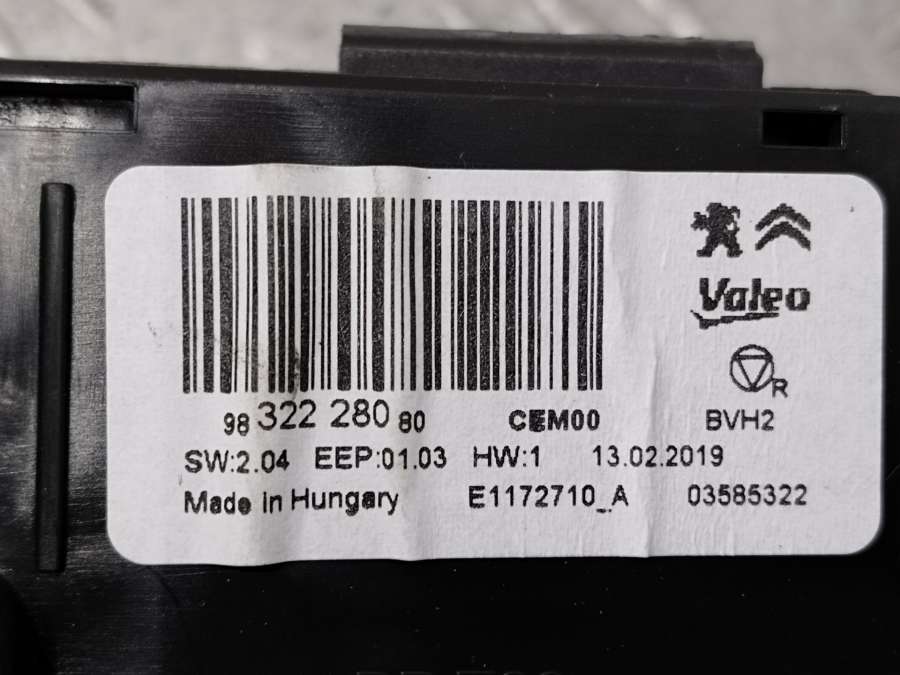 Valeo
R
98 322 280 80 CEM00 BVH2
SW:2.04 EEP:01.03 HW:1 13.02.2019
Made in Hungary E1172710_A 03585322